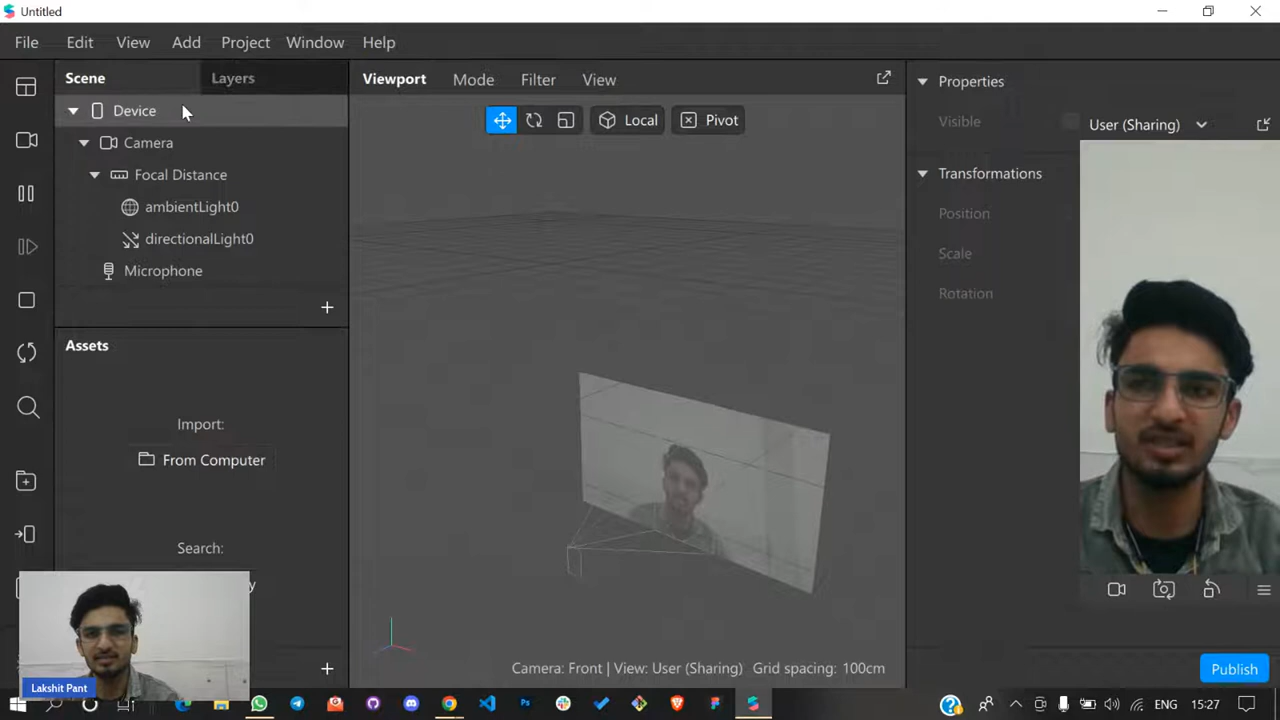 Untitled
File Edit View Add Project Window Help
Scene Layers
Device
Camera
Focal Distance
ambientLight0
directionalLight0
Microphone
Assets
Import:
From Computer
Search:
Lakshit Pant
Viewport Mode Filter View
Local Pivot
Camera: Front | View: User (Sharing) Grid spacing: 100cm
Properties
Visible
User (Sharing)
Transformations
Position
Scale
Rotation
Publish
ENG 15:27